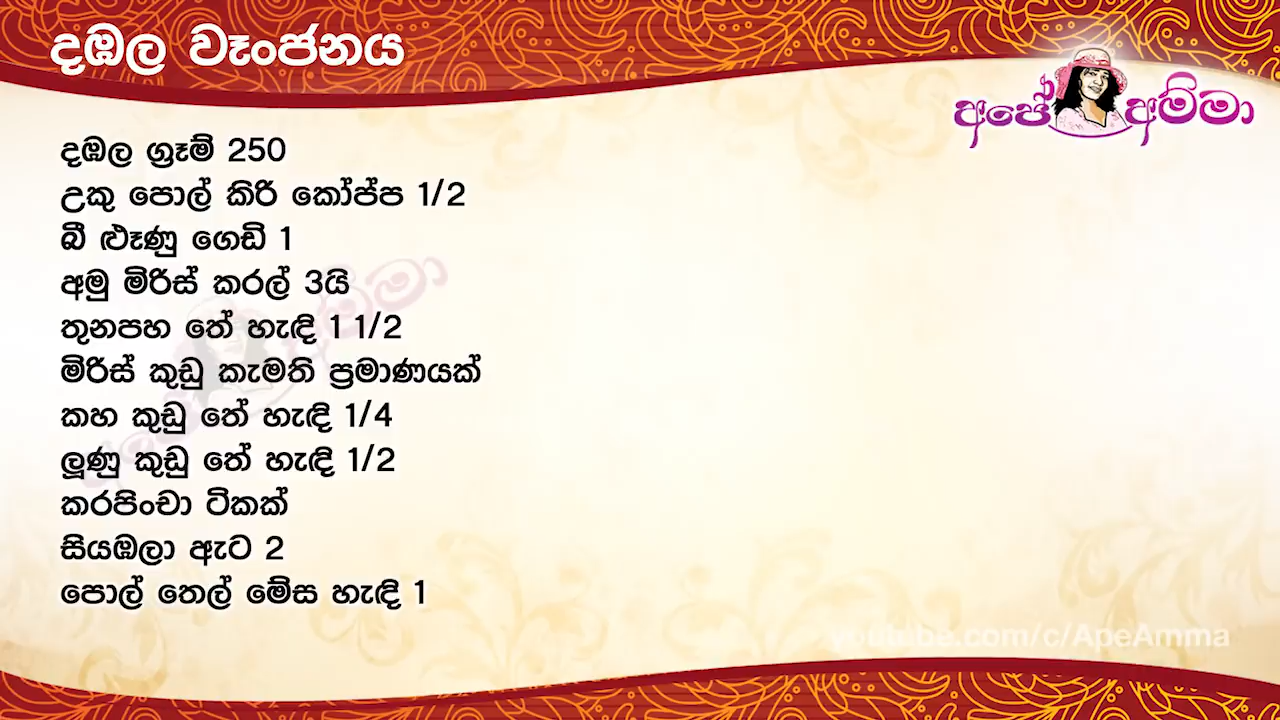 දඹල වෑංජනය
අපේ අම්මා
දඹල ග්‍රෑම් 250
උකු පොල් කිරි කෝප්ප 1/2
බී ළූණු ගෙඩි 1
අමු මිරිස් කරල් 3යි
තුනපහ තේ හැඳි 1 1/2
මිරිස් කුඩු කැමති ප්‍රමාණයක්
කහ කුඩු තේ හැඳි 1/4
ලූණු කුඩු තේ හැඳි 1/2
කරපිංචා ටිකක්
සියඹලා ඇට 2
පොල් තෙල් මේස හැඳි 1
youtube.com/c/ApeAmma